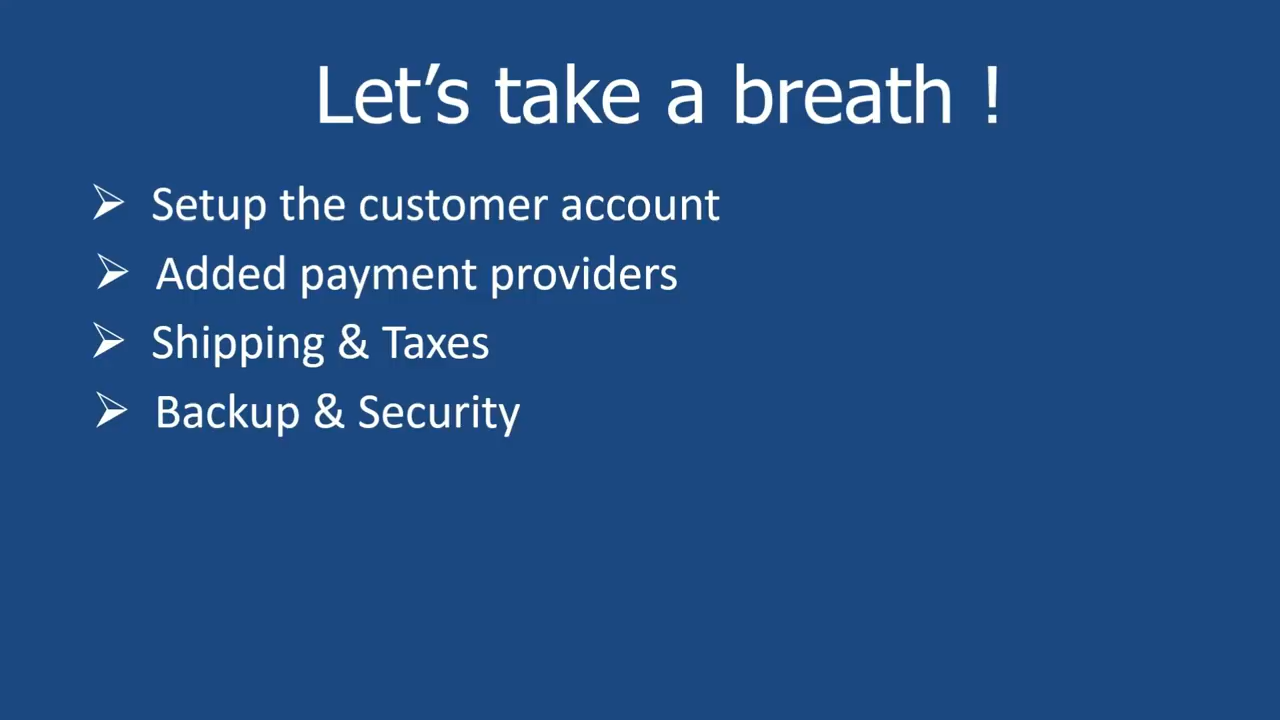 Let’s take a breath !
➢ Setup the customer account
➢ Added payment providers
➢ Shipping & Taxes
➢ Backup & Security